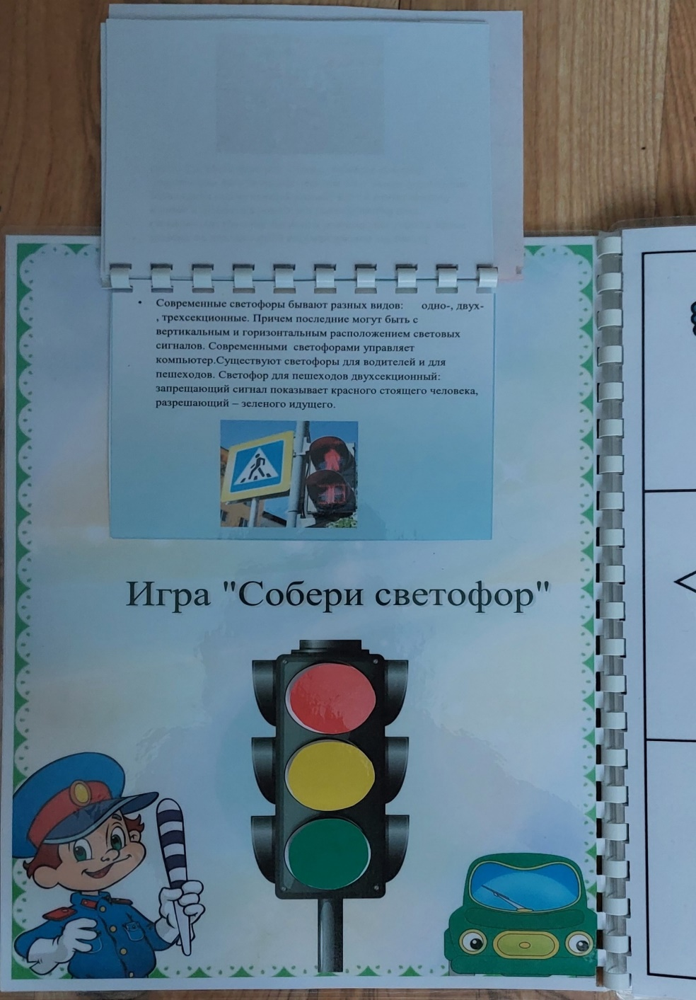 • Современные светофоры бывают разных видов: одно-, двух-
, трехсекционные. Причем последние могут быть с
вертикальным и горизонтальным расположением световых
сигналов. Современными светофорами управляет
компьютер.Существуют светофоры для водителей и для
пешеходов. Светофор для пешеходов двухсекционный:
запрещающий сигнал показывает красного стоящего человека,
разрешающий – зеленого идущего.
Игра "Собери светофор"